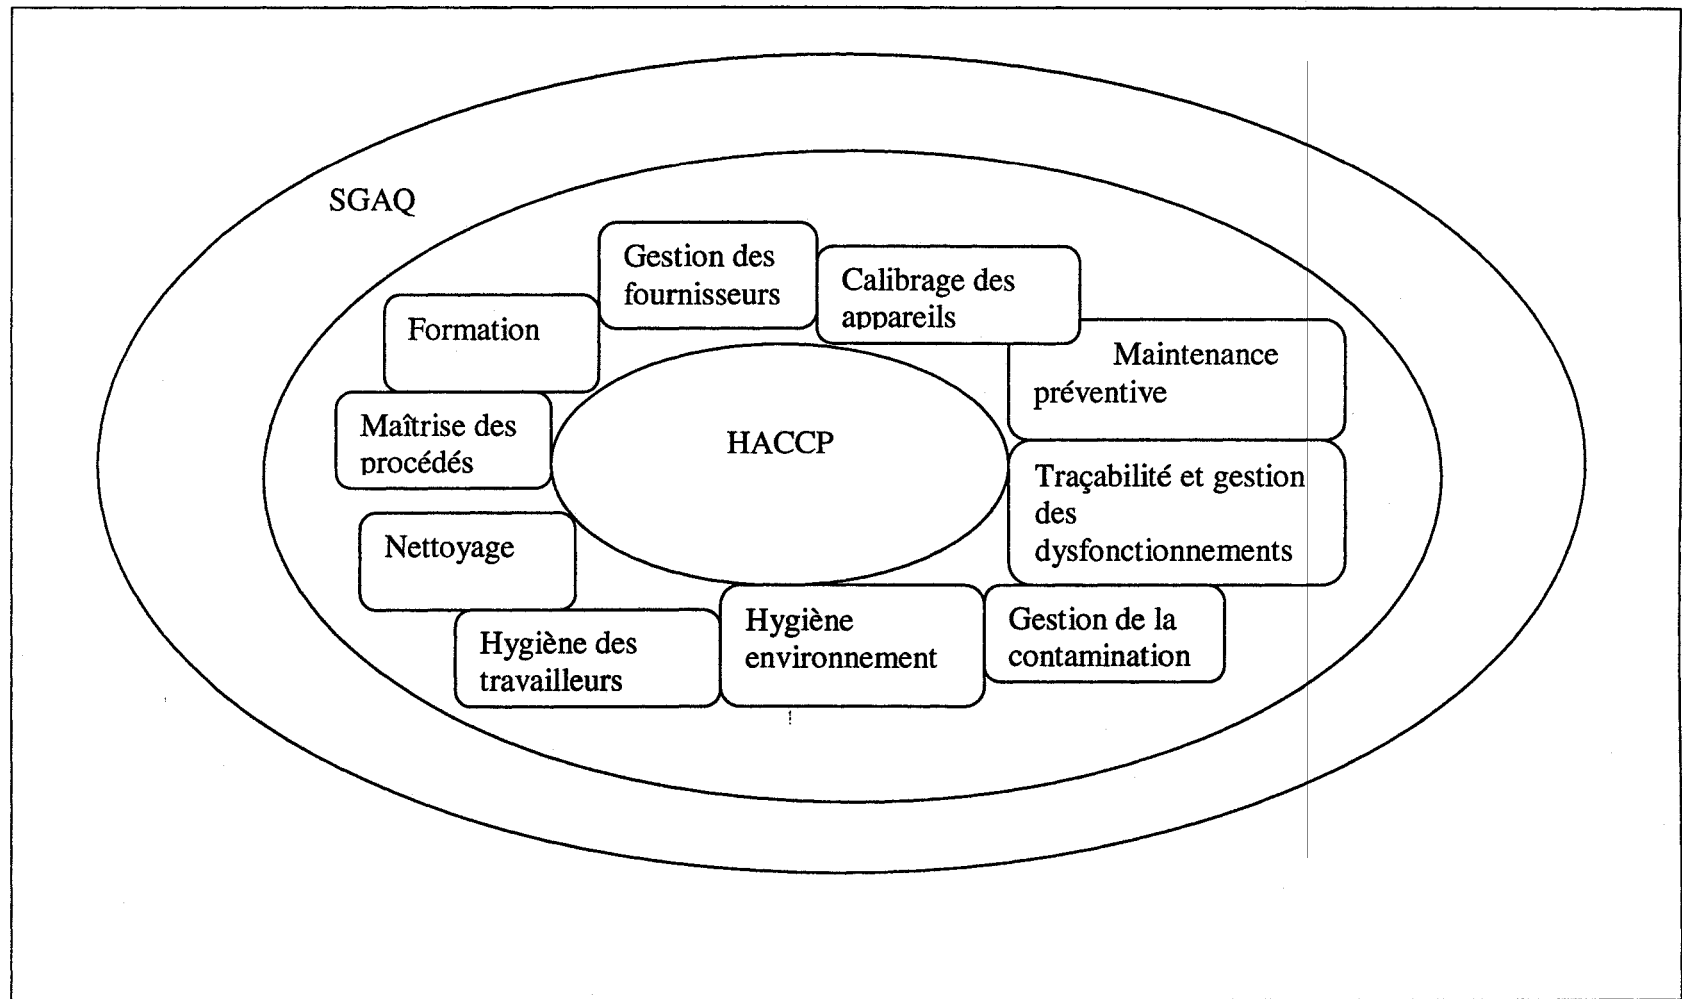 SGAQ
Gestion des
fournisseurs
Calibrage des
appareils
Formation
Maintenance
préventive
Maîtrise des
procédés
HACCP
Traçabilité et gestion
des
dysfonctionnements
Nettoyage
Hygiène des
travailleurs
Hygiène
environnement
Gestion de la
contamination